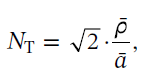 N_T = √2 · ρ̄ / ā,